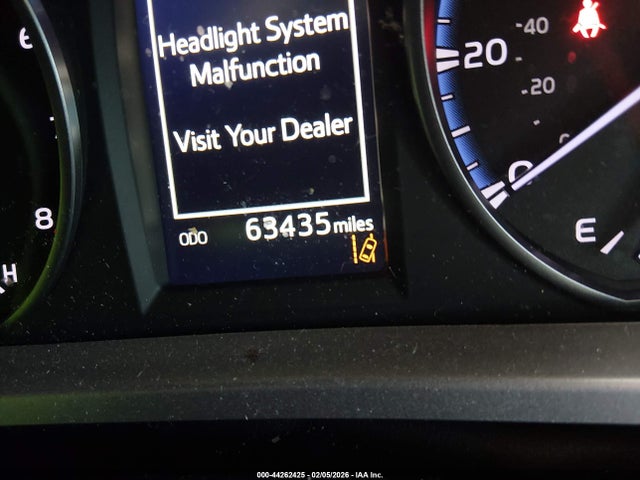 6
Headlight System
Malfunction
Visit Your Dealer
ODO 63435 miles
8
H
40
20
20
0
E
000-44262425 - 02/05/2026 - IAA Inc.